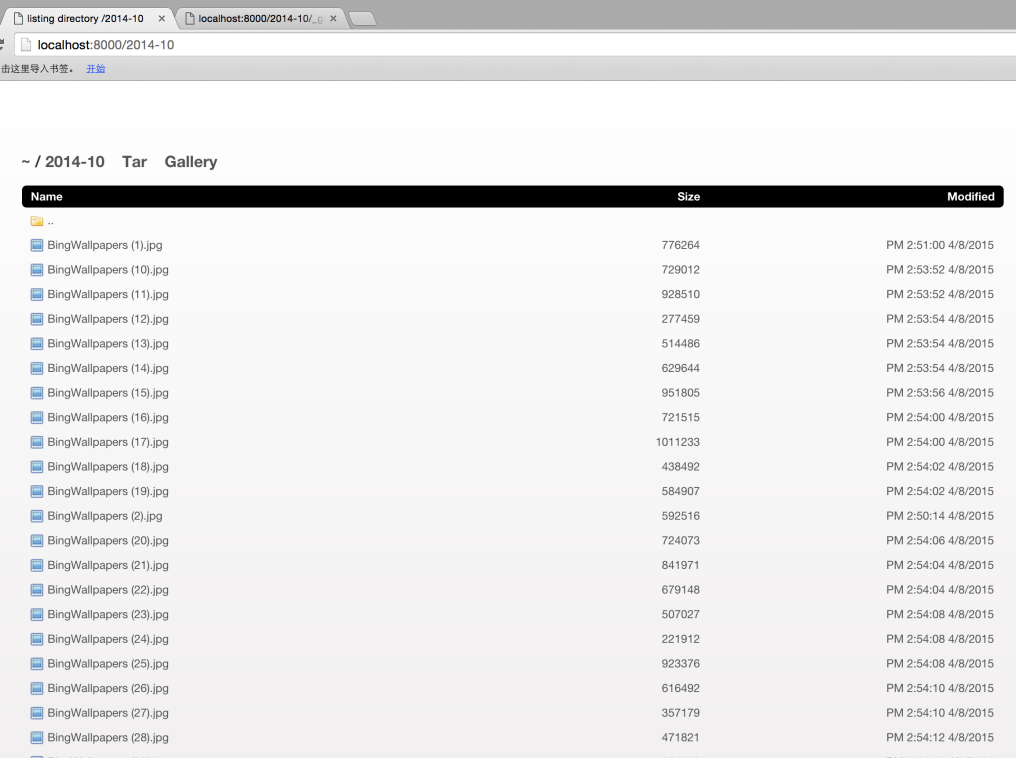 listing directory /2014-10
localhost:8000/2014-10/_g
localhost:8000/2014-10
击这里导入书签。 开始
~ / 2014-10 Tar Gallery
Name Size Modified
..
BingWallpapers (1).jpg 776264 PM 2:51:00 4/8/2015
BingWallpapers (10).jpg 729012 PM 2:53:52 4/8/2015
BingWallpapers (11).jpg 928510 PM 2:53:52 4/8/2015
BingWallpapers (12).jpg 277459 PM 2:53:54 4/8/2015
BingWallpapers (13).jpg 514486 PM 2:53:54 4/8/2015
BingWallpapers (14).jpg 629644 PM 2:53:54 4/8/2015
BingWallpapers (15).jpg 951805 PM 2:53:56 4/8/2015
BingWallpapers (16).jpg 721515 PM 2:54:00 4/8/2015
BingWallpapers (17).jpg 1011233 PM 2:54:00 4/8/2015
BingWallpapers (18).jpg 438492 PM 2:54:02 4/8/2015
BingWallpapers (19).jpg 584907 PM 2:54:02 4/8/2015
BingWallpapers (2).jpg 592516 PM 2:50:14 4/8/2015
BingWallpapers (20).jpg 724073 PM 2:54:06 4/8/2015
BingWallpapers (21).jpg 841971 PM 2:54:04 4/8/2015
BingWallpapers (22).jpg 679148 PM 2:54:04 4/8/2015
BingWallpapers (23).jpg 507027 PM 2:54:08 4/8/2015
BingWallpapers (24).jpg 221912 PM 2:54:08 4/8/2015
BingWallpapers (25).jpg 923376 PM 2:54:08 4/8/2015
BingWallpapers (26).jpg 616492 PM 2:54:10 4/8/2015
BingWallpapers (27).jpg 357179 PM 2:54:10 4/8/2015
BingWallpapers (28).jpg 471821 PM 2:54:12 4/8/2015